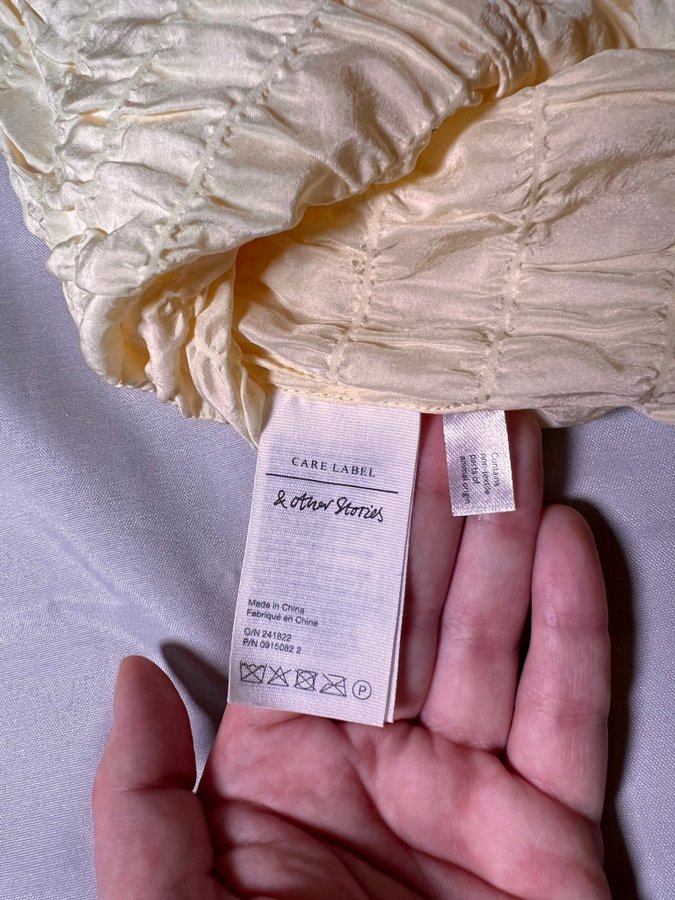 CARE LABEL
& other Stories
Made in China
Fabriqué en Chine
O/N 241822
P/N 0915082 2
P
Contains
non-textile
parts of
animal origin